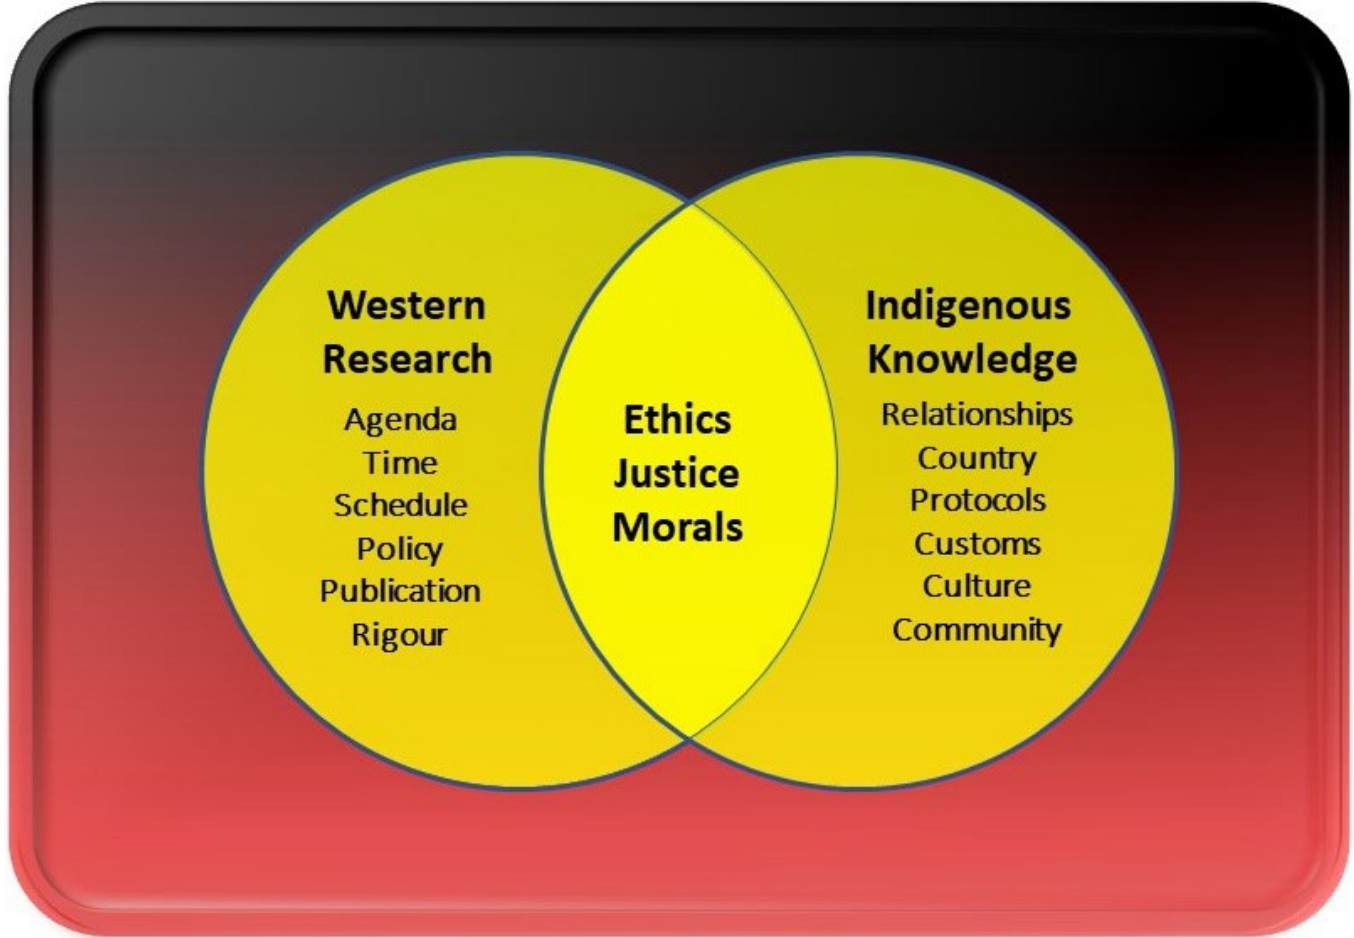 Western
Research
Agenda
Time
Schedule
Policy
Publication
Rigour
Ethics
Justice
Morals
Indigenous
Knowledge
Relationships
Country
Protocols
Customs
Culture
Community